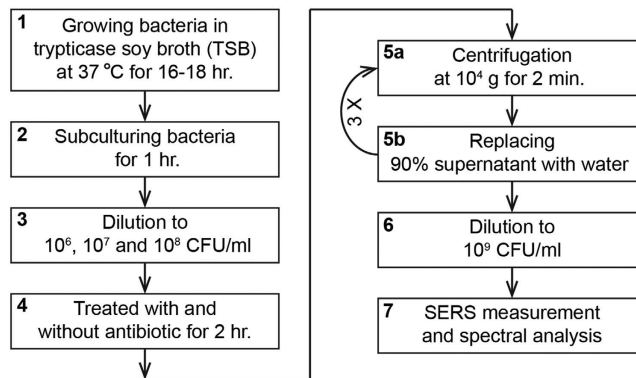 1 Growing bacteria in
trypticase soy broth (TSB)
at 37 °C for 16-18 hr.
2 Subculturing bacteria
for 1 hr.
3 Dilution to
10⁶, 10⁷ and 10⁸ CFU/ml
4 Treated with and
without antibiotic for 2 hr.
5a Centrifugation
at 10⁴ g for 2 min.
3 X
5b Replacing
90% supernatant with water
6 Dilution to
10⁹ CFU/ml
7 SERS measurement
and spectral analysis